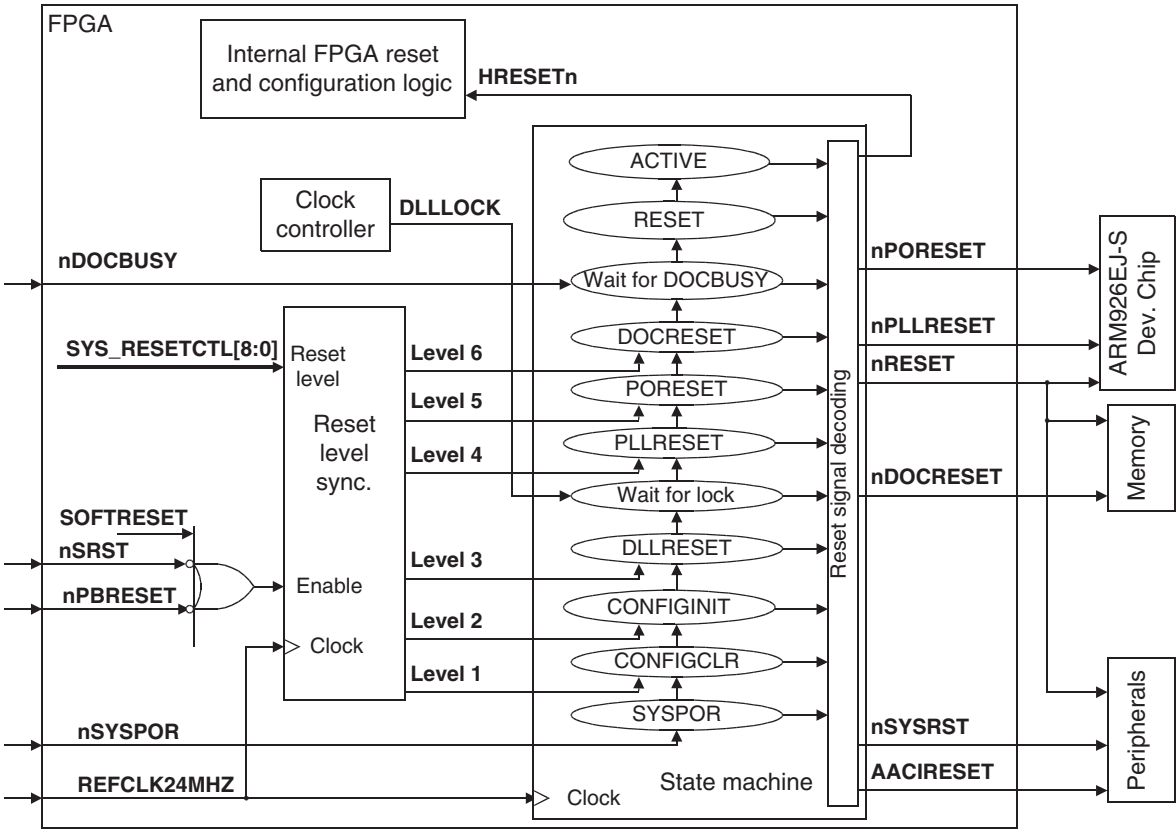 FPGA
Internal FPGA reset
and configuration logic
HRESETn
Clock
controller
DLLLOCK
nDOCBUSY
SYS_RESETCTL[8:0]
Reset
level
Reset
level
sync.
Enable
Clock
SOFTRESET
nSRST
nPBRESET
nSYSPOR
REFCLK24MHZ
Level 6
Level 5
Level 4
Level 3
Level 2
Level 1
ACTIVE
RESET
Wait for DOCBUSY
DOCRESET
PORESET
PLLRESET
Wait for lock
DLLRESET
CONFIGINIT
CONFIGCLR
SYSPOR
State machine
Clock
Reset signal decoding
nPORESET
nPLLRESET
nRESET
nDOCRESET
nSYSRST
AACIRESET
ARM926EJ-S
Dev. Chip
Memory
Peripherals